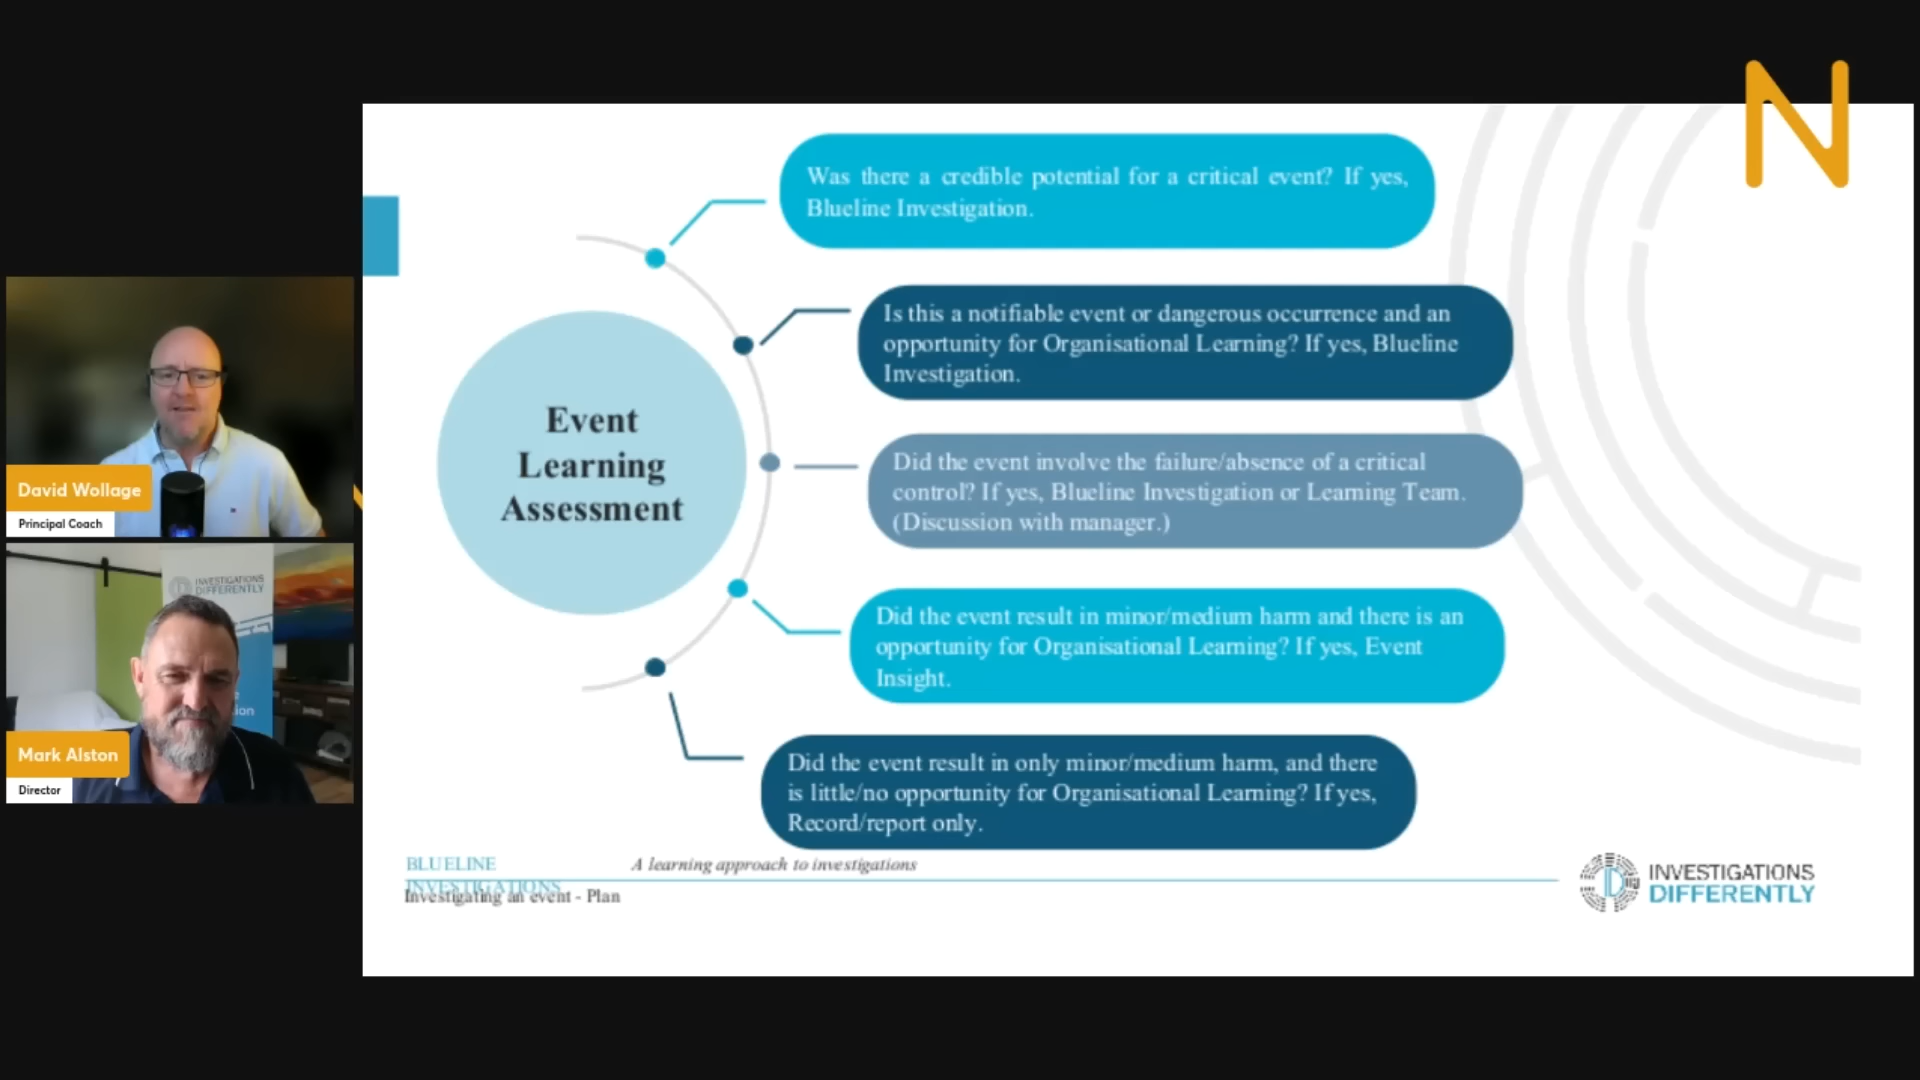 N
Was there a credible potential for a critical event? If yes,
Blueline Investigation.
Is this a notifiable event or dangerous occurrence and an
opportunity for Organisational Learning? If yes, Blueline
Investigation.
Event
Learning
Assessment
Did the event involve the failure/absence of a critical
control? If yes, Blueline Investigation or Learning Team.
(Discussion with manager.)
Did the event result in minor/medium harm and there is an
opportunity for Organisational Learning? If yes, Event
Insight.
Did the event result in only minor/medium harm, and there
is little/no opportunity for Organisational Learning? If yes,
Record/report only.
BLUELINE
INVESTIGATIONS
A learning approach to investigations
Investigating an event - Plan
INVESTIGATIONS
DIFFERENTLY
David Wollage
Principal Coach
INVESTIGATIONS
DIFFERENTLY
Mark Alston
Director